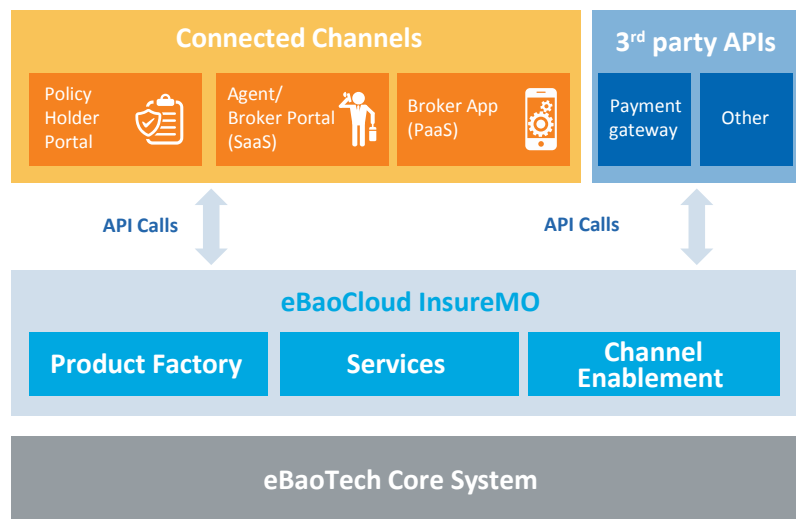 Connected Channels
Policy
Holder
Portal
Agent/
Broker Portal
(SaaS)
Broker App
(PaaS)
3rd party APIs
Payment
gateway
Other
API Calls
API Calls
eBaoCloud InsureMO
Product Factory
Services
Channel
Enablement
eBaoTech Core System